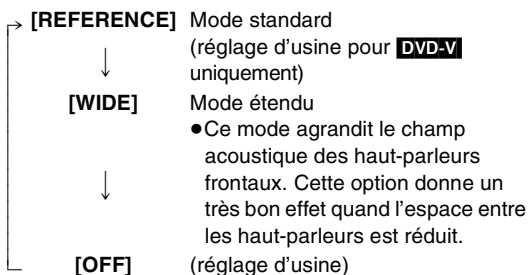 [REFERENCE] Mode standard
(réglage d'usine pour DVD-V
uniquement)
[WIDE] Mode étendu
●Ce mode agrandit le champ
acoustique des haut-parleurs
frontaux. Cette option donne un
très bon effet quand l'espace entre
les haut-parleurs est réduit.
[OFF] (réglage d'usine)